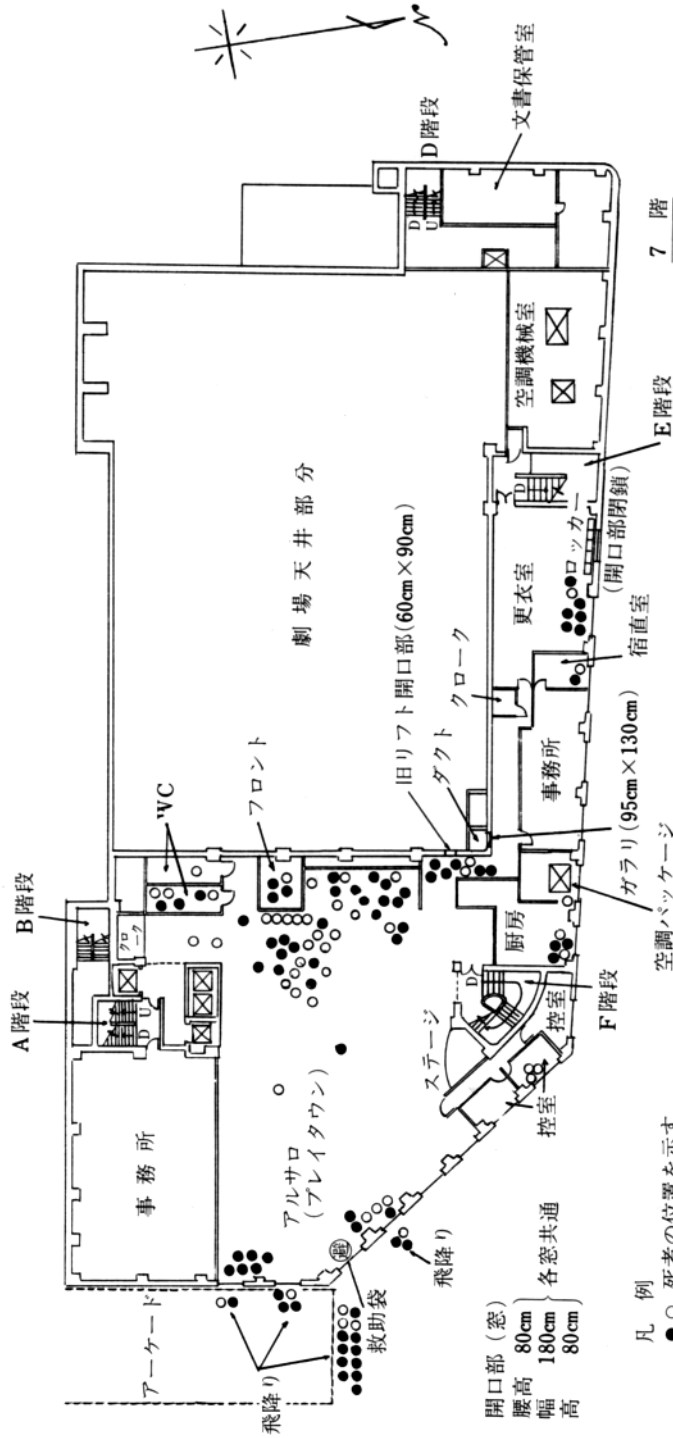 A階段
B階段
WC
クローク
フロント
劇場天井部分
旧リフト開口部(60cm×90cm)
ダクト
クローク
D階段
D
U
文書保管室
空調機械室
E階段
D
ロッカー
(開口部閉鎖)
更衣室
宿直室
事務所
ガラリ(95cm×130cm)
空調パッケージ
厨房
F階段
D
控室
控室
ステージ
アルサロ
(プレイタウン)
事務所
D
U
アーケード
飛降り
救助袋
避
飛降り
開口部(窓)
腰高 80cm
幅 180cm
高 80cm
各窓共通
凡例
●○死者の位置を示す
7階